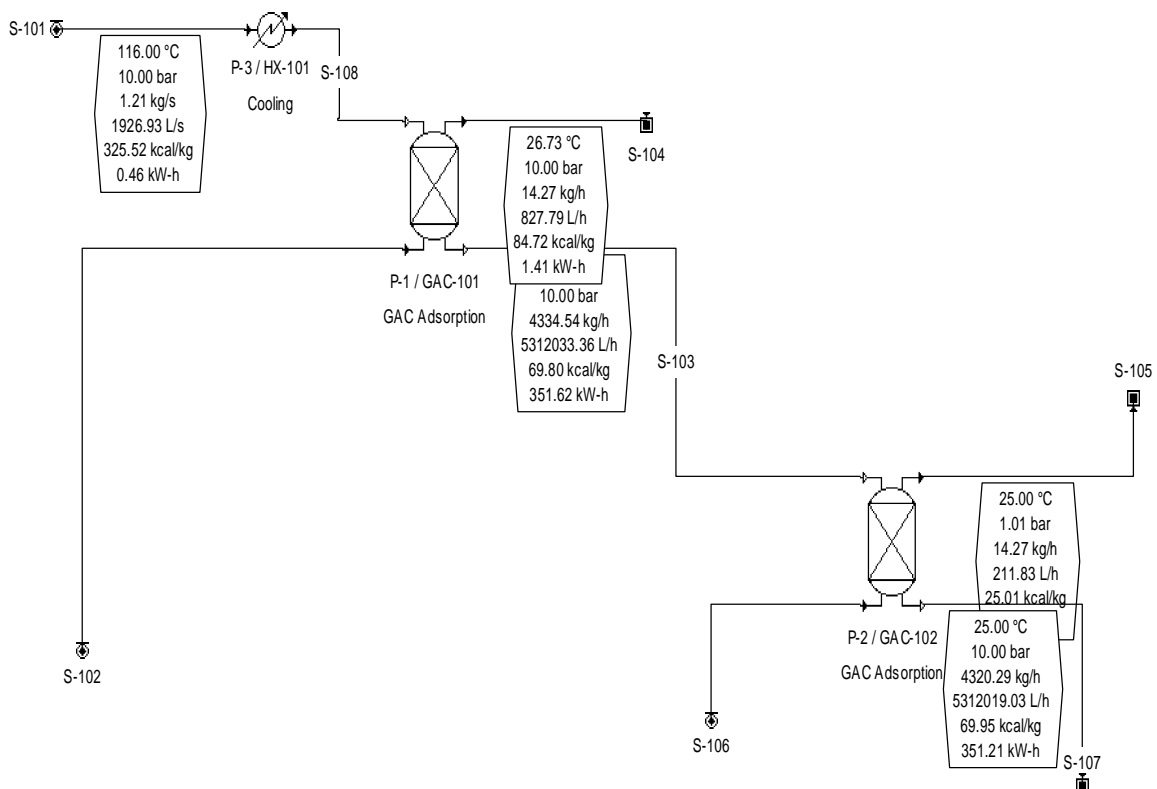 S-101
116.00 °C
10.00 bar
1.21 kg/s
1926.93 L/s
325.52 kcal/kg
0.46 kW-h
P-3 / HX-101
Cooling
S-108
26.73 °C
10.00 bar
14.27 kg/h
827.79 L/h
84.72 kcal/kg
1.41 kW-h
S-104
P-1 / GAC-101
GAC Adsorption
10.00 bar
4334.54 kg/h
5312033.36 L/h
69.80 kcal/kg
351.62 kW-h
S-103
S-105
25.00 °C
1.01 bar
14.27 kg/h
211.83 L/h
25.01 kcal/kg
P-2 / GAC-102
GAC Adsorption
25.00 °C
10.00 bar
4320.29 kg/h
5312019.03 L/h
69.95 kcal/kg
351.21 kW-h
S-102
S-106
S-107